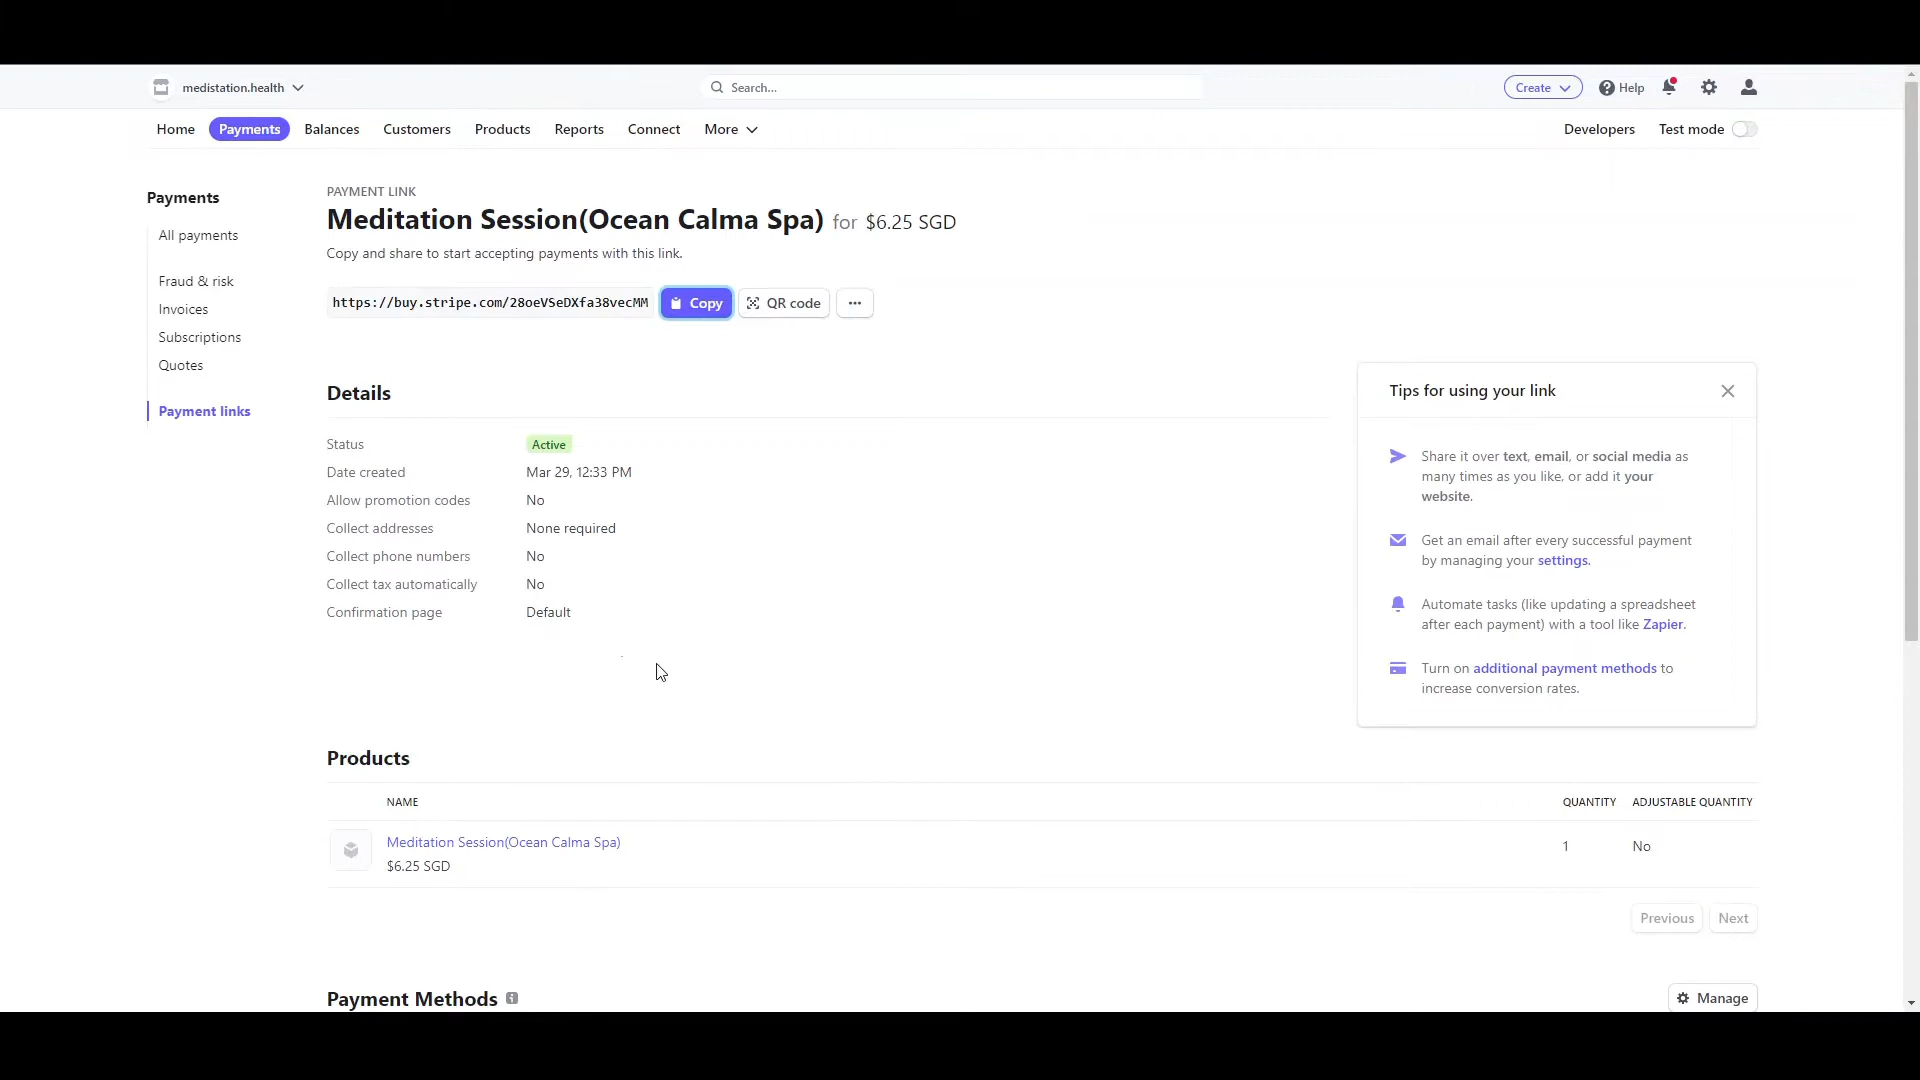 medistation.health
Search...
Create
Help
Home
Payments
Balances
Customers
Products
Reports
Connect
More
Developers
Test mode
Payments
All payments
Fraud & risk
Invoices
Subscriptions
Quotes
Payment links
PAYMENT LINK
Meditation Session(Ocean Calma Spa) for $6.25 SGD
Copy and share to start accepting payments with this link.
https://buy.stripe.com/28oeVSeDXfa38vecMM
Copy
QR code
Details
Status Active
Date created Mar 29, 12:33 PM
Allow promotion codes No
Collect addresses None required
Collect phone numbers No
Collect tax automatically No
Confirmation page Default
Tips for using your link
Share it over text, email, or social media as
many times as you like, or add it your
website.
Get an email after every successful payment
by managing your settings.
Automate tasks (like updating a spreadsheet
after each payment) with a tool like Zapier.
Turn on additional payment methods to
increase conversion rates.
Products
NAME QUANTITY ADJUSTABLE QUANTITY
Meditation Session(Ocean Calma Spa) 1 No
$6.25 SGD
Previous
Next
Payment Methods
Manage